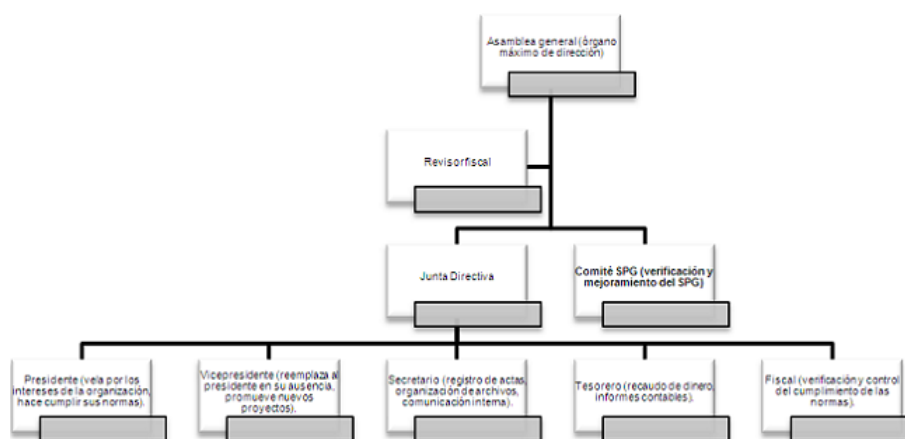 Asamblea general (órgano
máximo de dirección)
Revisor fiscal
Junta Directiva
Comité SPG (verificación y
mejoramiento del SPG)
Presidente (vela por los
intereses de la organización,
hace cumplir sus normas).
Vicepresidente (reemplaza al
presidente en su ausencia,
promueve nuevos
proyectos).
Secretario (registro de actas,
organización de archivos,
comunicación interna).
Tesorero (recaudo de dinero,
informes contables).
Fiscal (verificación y control
del cumplimiento de las
normas).